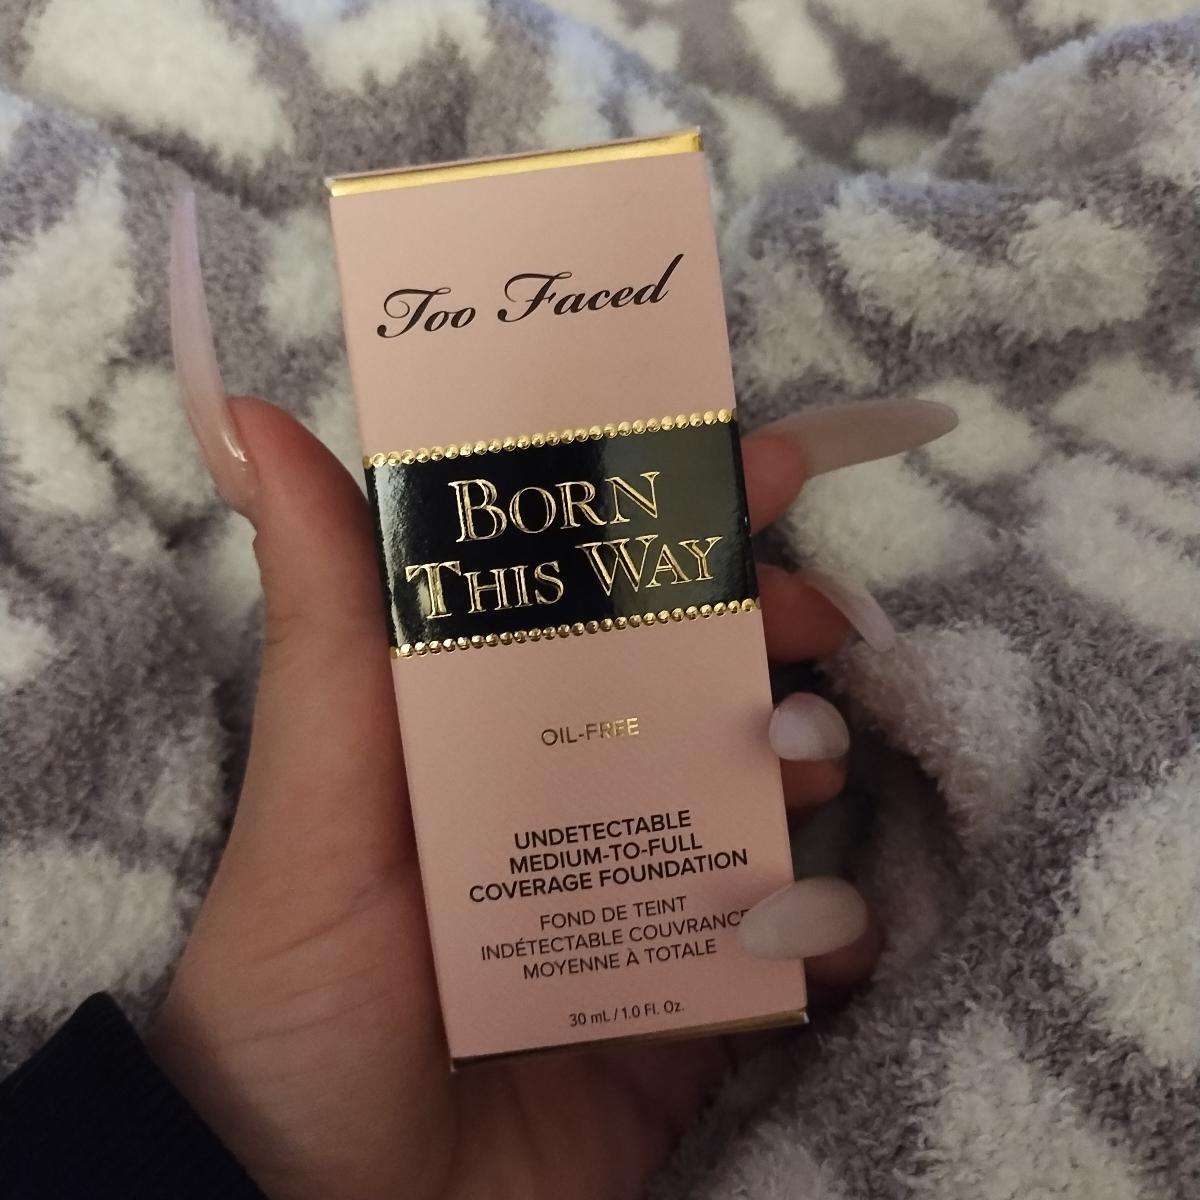 Too Faced
BORN
THIS WAY
OIL-FREE
UNDETECTABLE
MEDIUM-TO-FULL
COVERAGE FOUNDATION
FOND DE TEINT
INDÉTECTABLE COUVRANCE
MOYENNE À TOTALE
30 mL / 1.0 Fl. Oz.